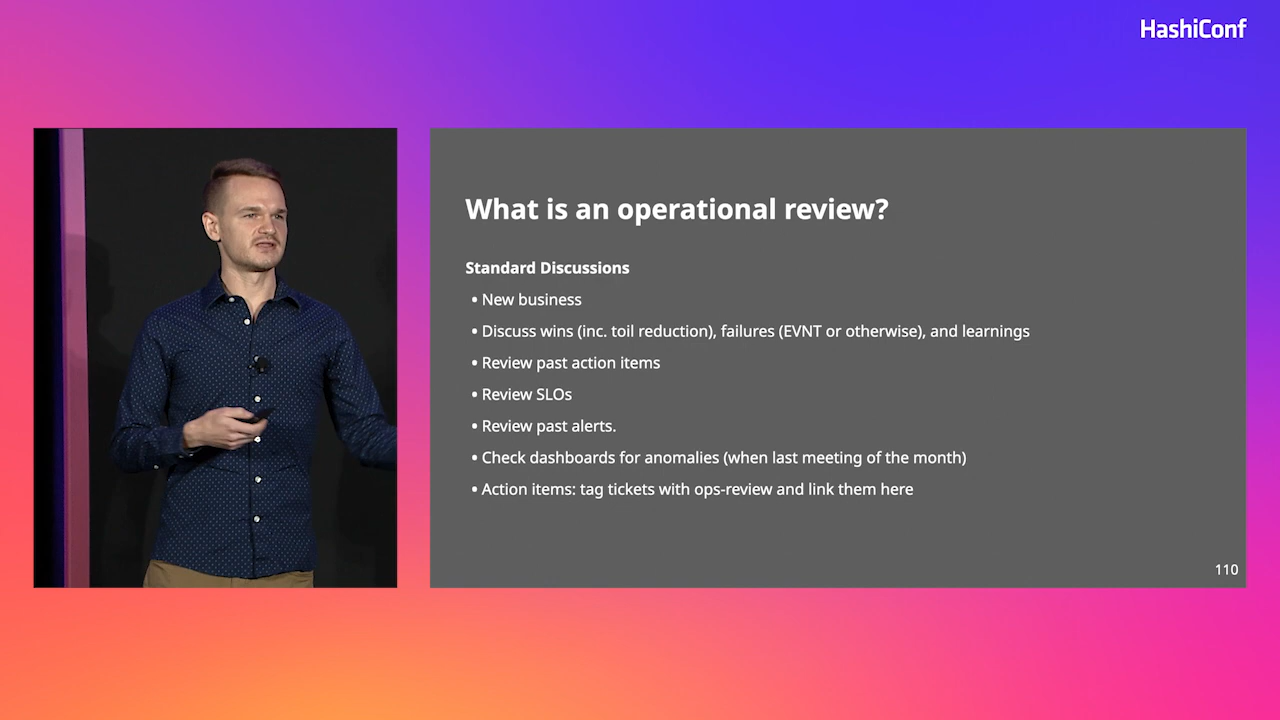 HashiConf
What is an operational review?
Standard Discussions
• New business
• Discuss wins (inc. toil reduction), failures (EVNT or otherwise), and learnings
• Review past action items
• Review SLOs
• Review past alerts.
• Check dashboards for anomalies (when last meeting of the month)
• Action items: tag tickets with ops-review and link them here
110